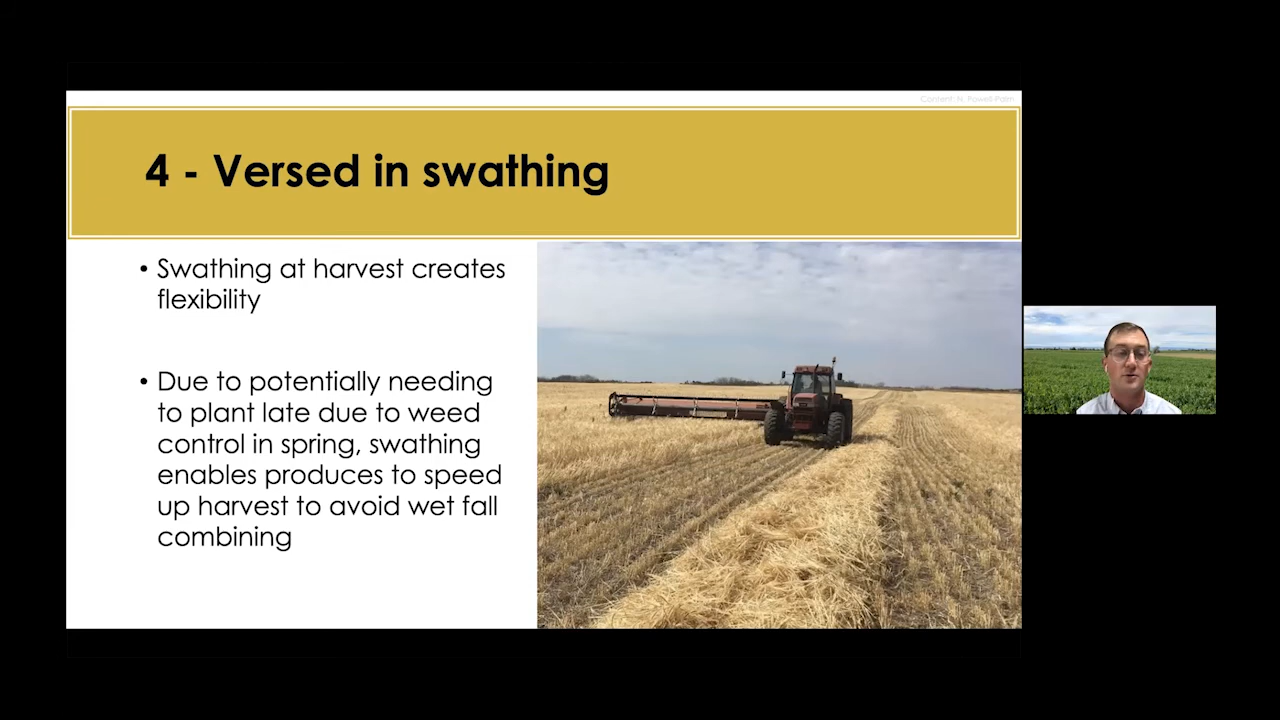 Content: N. Powell-Palm
4 - Versed in swathing
• Swathing at harvest creates
flexibility
• Due to potentially needing
to plant late due to weed
control in spring, swathing
enables produces to speed
up harvest to avoid wet fall
combining